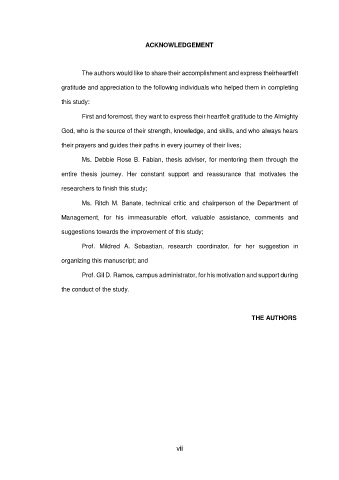 ACKNOWLEDGEMENT
The authors would like to share their accomplishment and express theirheartfelt
gratitude and appreciation to the following individuals who helped them in completing
this study:
First and foremost, they want to express their heartfelt gratitude to the Almighty
God, who is the source of their strength, knowledge, and skills, and who always hears
their prayers and guides their paths in every journey of their lives;
Ms. Debbie Rose B. Fabian, thesis adviser, for mentoring them through the
entire thesis journey. Her constant support and reassurance that motivates the
researchers to finish this study;
Ms. Ritch M. Banate, technical critic and chairperson of the Department of
Management, for his immeasurable effort, valuable assistance, comments and
suggestions towards the improvement of this study;
Prof. Mildred A. Sebastian, research coordinator, for her suggestion in
organizing this manuscript; and
Prof. Gil D. Ramos, campus administrator, for his motivation and support during
the conduct of the study.
THE AUTHORS
vii